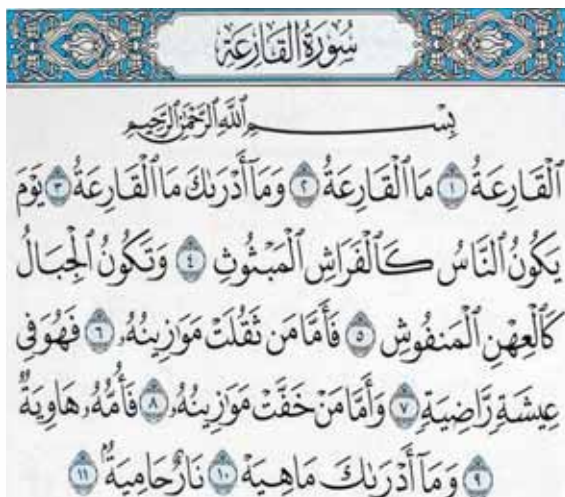 سُورَةُ القَارِعَةِ
بِسْمِ ٱللَّهِ ٱلرَّحْمَٰنِ ٱلرَّحِيمِ
ٱلْقَارِعَةُ ١ مَا ٱلْقَارِعَةُ ٢ وَمَآ أَدْرَىٰكَ مَا ٱلْقَارِعَةُ ٣ يَوْمَ
يَكُونُ ٱلنَّاسُ كَٱلْفَرَاشِ ٱلْمَبْثُوثِ ٤ وَتَكُونُ ٱلْجِبَالُ
كَٱلْعِهْنِ ٱلْمَنفُوشِ ٥ فَأَمَّا مَن ثَقُلَتْ مَوَٰزِينُهُۥ ٦ فَهُوَ فِي
عِيشَةٍ رَّاضِيَةٍ ٧ وَأَمَّا مَنْ خَفَّتْ مَوَٰزِينُهُۥ ٨ فَأُمُّهُۥ هَاوِيَةٌ
٩ وَمَآ أَدْرَىٰكَ مَا هِيَهْ ١٠ نَارٌ حَامِيَةٌۢ ١١